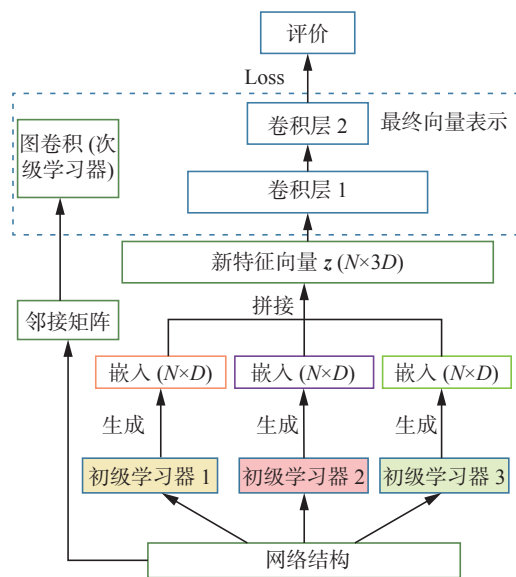 评价
Loss
卷积层 2
最终向量表示
图卷积 (次
级学习器)
卷积层 1
新特征向量 z (N×3D)
拼接
邻接矩阵
嵌入 (N×D)
嵌入 (N×D)
嵌入 (N×D)
生成
生成
生成
初级学习器 1
初级学习器 2
初级学习器 3
网络结构